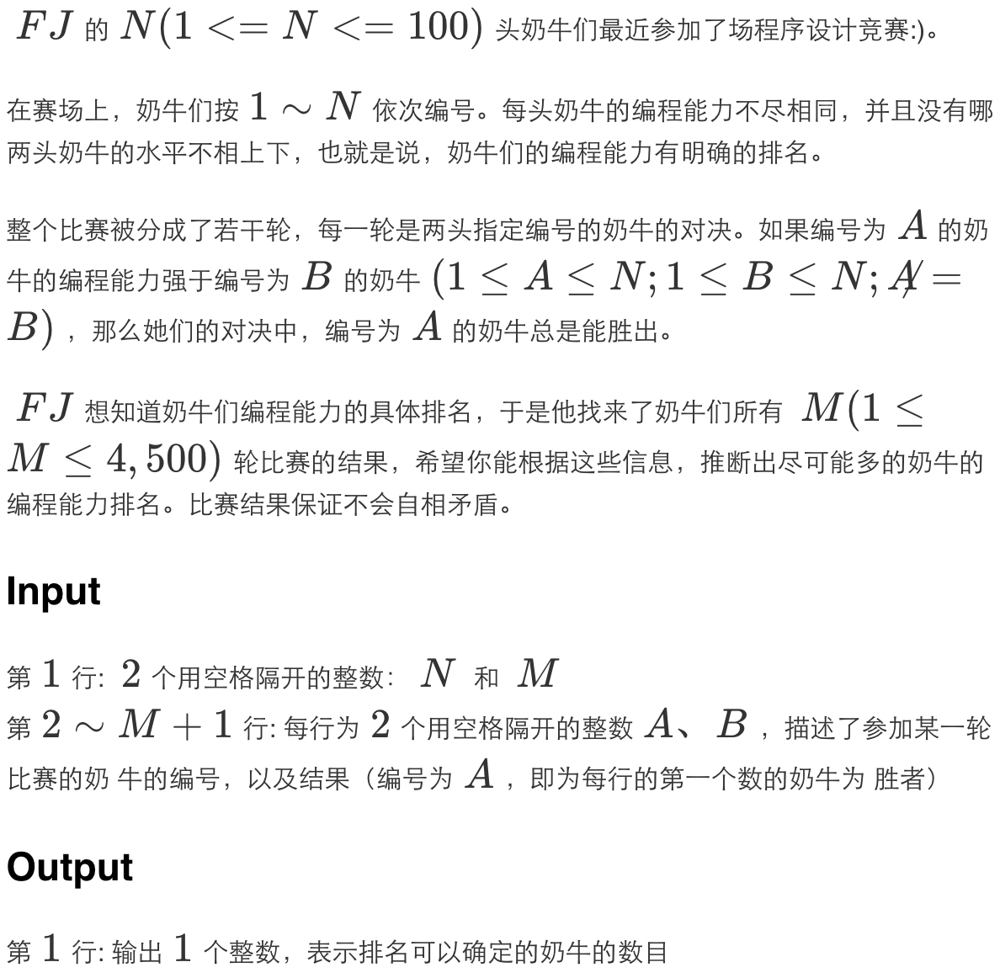 FJ 的 N(1 <= N <= 100) 头奶牛们最近参加了场程序设计竞赛:)。
在赛场上，奶牛们按 1 ∼ N 依次编号。每头奶牛的编程能力不尽相同，并且没有哪
两头奶牛的水平不相上下，也就是说，奶牛们的编程能力有明确的排名。
整个比赛被分成了若干轮，每一轮是两头指定编号的奶牛的对决。如果编号为 A 的奶
牛的编程能力强于编号为 B 的奶牛 (1 ≤ A ≤ N; 1 ≤ B ≤ N; A̸ =
B) ，那么她们的对决中，编号为 A 的奶牛总是能胜出。
FJ 想知道奶牛们编程能力的具体排名，于是他找来了奶牛们所有 M(1 ≤
M ≤ 4, 500) 轮比赛的结果，希望你能根据这些信息，推断出尽可能多的奶牛的
编程能力排名。比赛结果保证不会自相矛盾。
Input
第 1 行: 2 个用空格隔开的整数： N 和 M
第 2 ∼ M + 1 行: 每行为 2 个用空格隔开的整数 A、B ，描述了参加某一轮
比赛的奶 牛的编号，以及结果（编号为 A ，即为每行的第一个数的奶牛为 胜者）
Output
第 1 行: 输出 1 个整数，表示排名可以确定的奶牛的数目